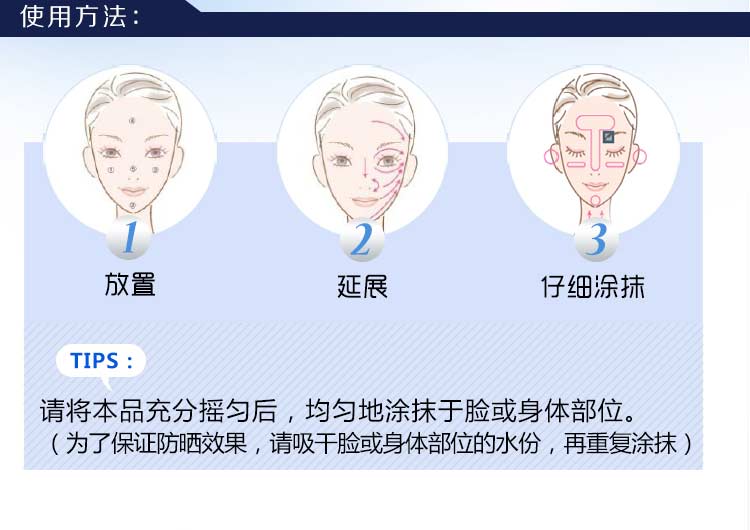 使用方法：
1
2
3
放置
延展
仔细涂抹
TIPS：
请将本品充分摇匀后，均匀地涂抹于脸或身体部位。
（为了保证防晒效果，请吸干脸或身体部位的水份，再重复涂抹）